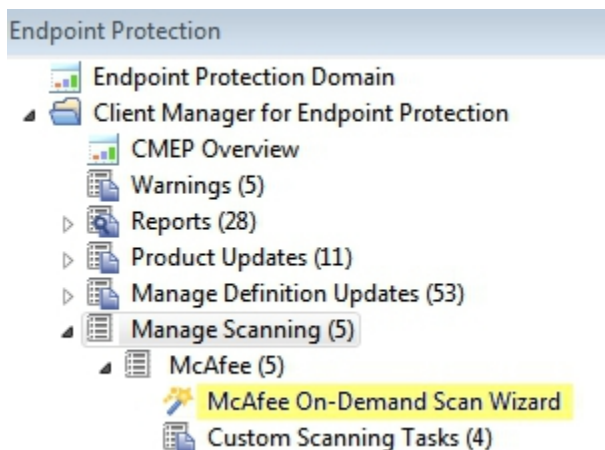 Endpoint Protection
Endpoint Protection Domain
Client Manager for Endpoint Protection
CMEP Overview
Warnings (5)
Reports (28)
Product Updates (11)
Manage Definition Updates (53)
Manage Scanning (5)
McAfee (5)
McAfee On-Demand Scan Wizard
Custom Scanning Tasks (4)